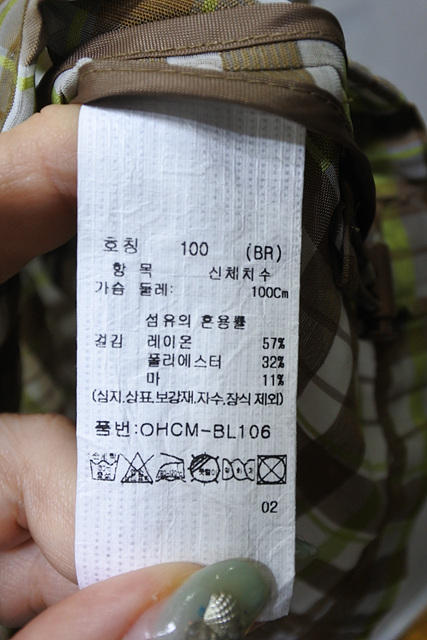 호칭 100 (BR)
항 목 신체치수
가슴 둘레: 100Cm
섬유의 혼용률
겉감 레이온 57%
폴리에스터 32%
마 11%
(심지,상표,보강재,자수,장식 제외)
품번:OHCM-BL106
02